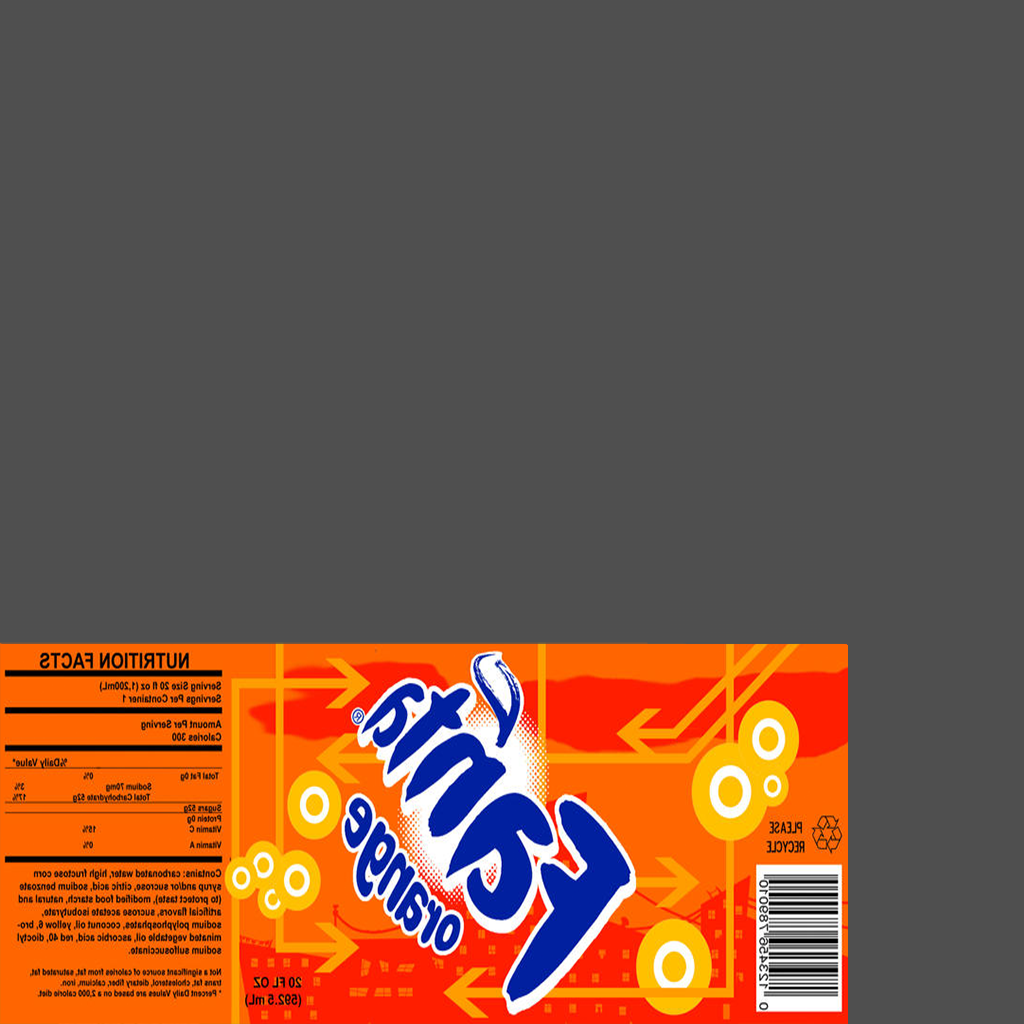 NUTRITION FACTS
Serving Size 20 fl oz (1,200mL)
Servings Per Container 1
Amount Per Serving
Calories 300
%Daily Value*
Total Fat 0g 0%
Sodium 70mg 3%
Total Carbohydrate 52g 17%
Sugars 52g
Protein 0g
Vitamin C 15%
Vitamin A 0%
Contains: carbonated water, high fructose corn
syrup and/or sucrose, citric acid, sodium benzoate
(to protect taste), modified food starch, natural and
artificial flavors, sucrose acetate isobutyrate,
sodium polyphosphates, coconut oil, yellow 6, bro-
minated vegetable oil, ascorbic acid, red 40, dioctyl
sodium sulfosuccinate.
Not a significant source of calories from fat, saturated fat,
trans fat, cholesterol, dietary fiber, calcium, iron.
* Percent Daily Values are based on a 2,000 calorie diet.
Fanta®
orange
20 FL OZ
(592.5 mL)
PLEASE
RECYCLE
0 123456 789010